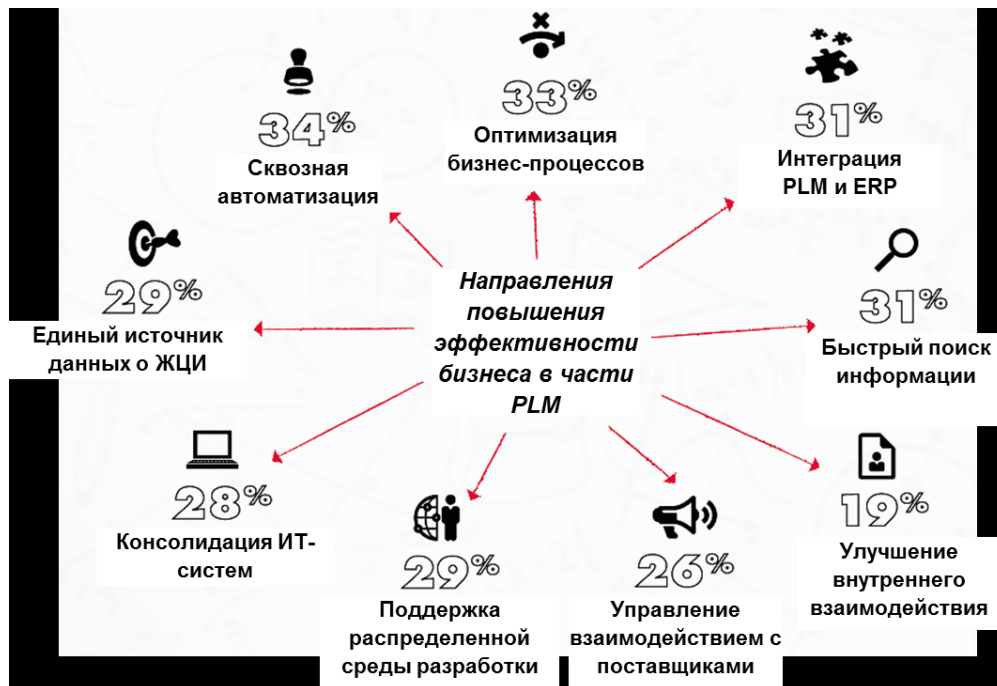 34%
Сквозная
автоматизация
33%
Оптимизация
бизнес-процессов
31%
Интеграция
PLM и ERP
29%
Единый источник
данных о ЖЦИ
Направления
повышения
эффективности
бизнеса в части
PLM
31%
Быстрый поиск
информации
28%
Консолидация ИТ-
систем
29%
Поддержка
распределенной
среды разработки
26%
Управление
взаимодействием с
поставщиками
19%
Улучшение
внутреннего
взаимодействия